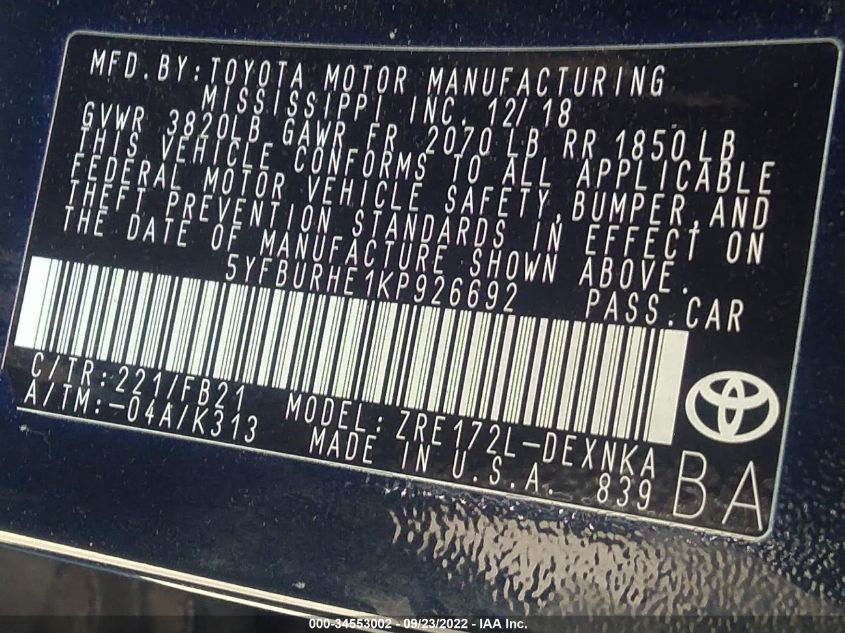 MFD. BY: TOYOTA MOTOR MANUFACTURING
MISSISSIPPI INC. 12/18
GVWR 3820LB GAWR FR 2070LB RR 1850LB
THIS VEHICLE CONFORMS TO ALL APPLICABLE
FEDERAL MOTOR VEHICLE SAFETY, BUMPER, AND
THEFT PREVENTION STANDARDS IN EFFECT ON
THE DATE OF MANUFACTURE SHOWN ABOVE.
5YFBURHE1KP926692 PASS. CAR
C/TR: 221/FB21 MODEL: ZRE172L-DEXNKA
A/TM: -04A/K313 MADE IN U.S.A. 839 BA
000-34553002 - 09/23/2022 - IAA Inc.